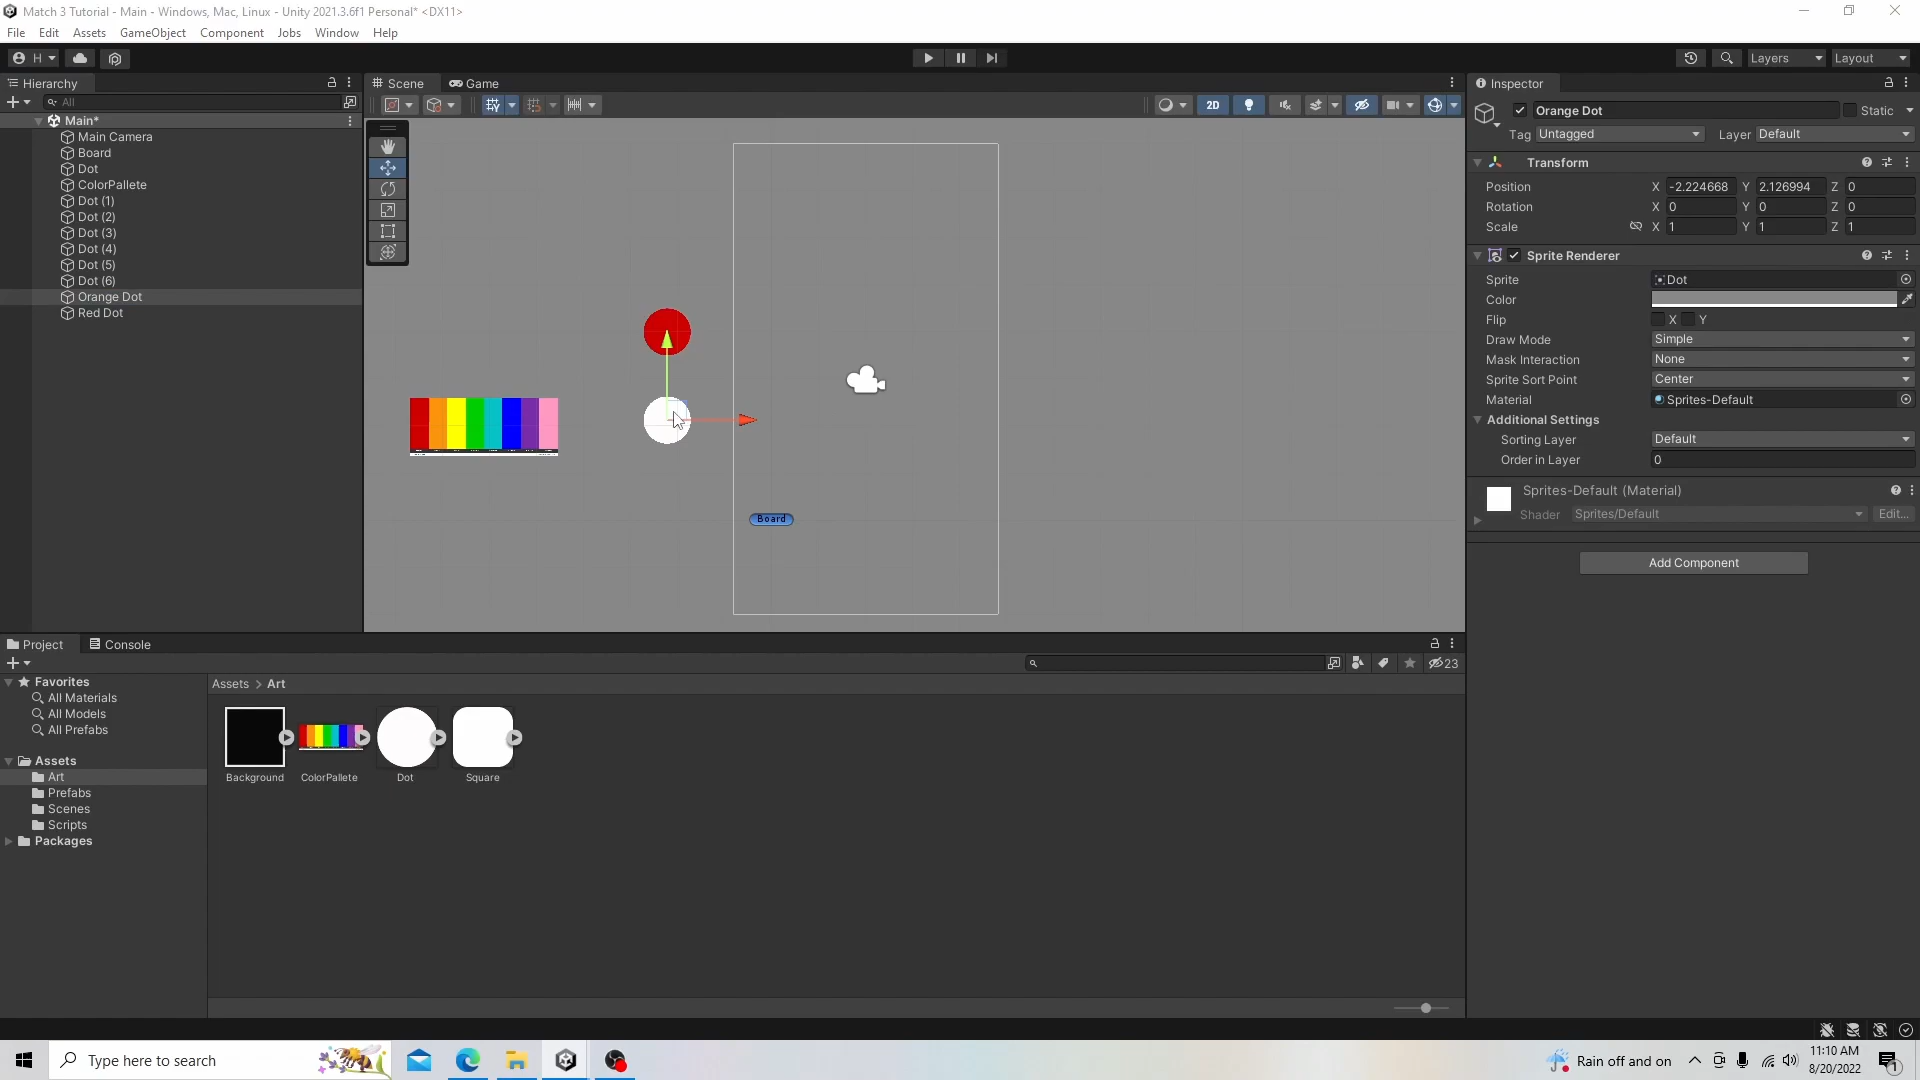 Match 3 Tutorial - Main - Windows, Mac, Linux - Unity 2021.3.6f1 Personal* <DX11>
File Edit Assets GameObject Component Jobs Window Help
H Layers Layout
Hierarchy
All
Main*
Main Camera
Board
Dot
ColorPallete
Dot (1)
Dot (2)
Dot (3)
Dot (4)
Dot (5)
Dot (6)
Orange Dot
Red Dot
Scene Game
2D
Board
Inspector
Orange Dot Static
Tag Untagged Layer Default
Transform
Position X -2.224668 Y 2.126994 Z 0
Rotation X 0 Y 0 Z 0
Scale X 1 Y 1 Z 1
Sprite Renderer
Sprite Dot
Color
Flip X Y
Draw Mode Simple
Mask Interaction None
Sprite Sort Point Center
Material Sprites-Default
Additional Settings
Sorting Layer Default
Order in Layer 0
Sprites-Default (Material)
Shader Sprites/Default Edit...
Add Component
Project Console
23
Favorites
All Materials
All Models
All Prefabs
Assets
Art
Prefabs
Scenes
Scripts
Packages
Assets > Art
Background ColorPallete Dot Square
Type here to search
Rain off and on
11:10 AM
8/20/2022
1